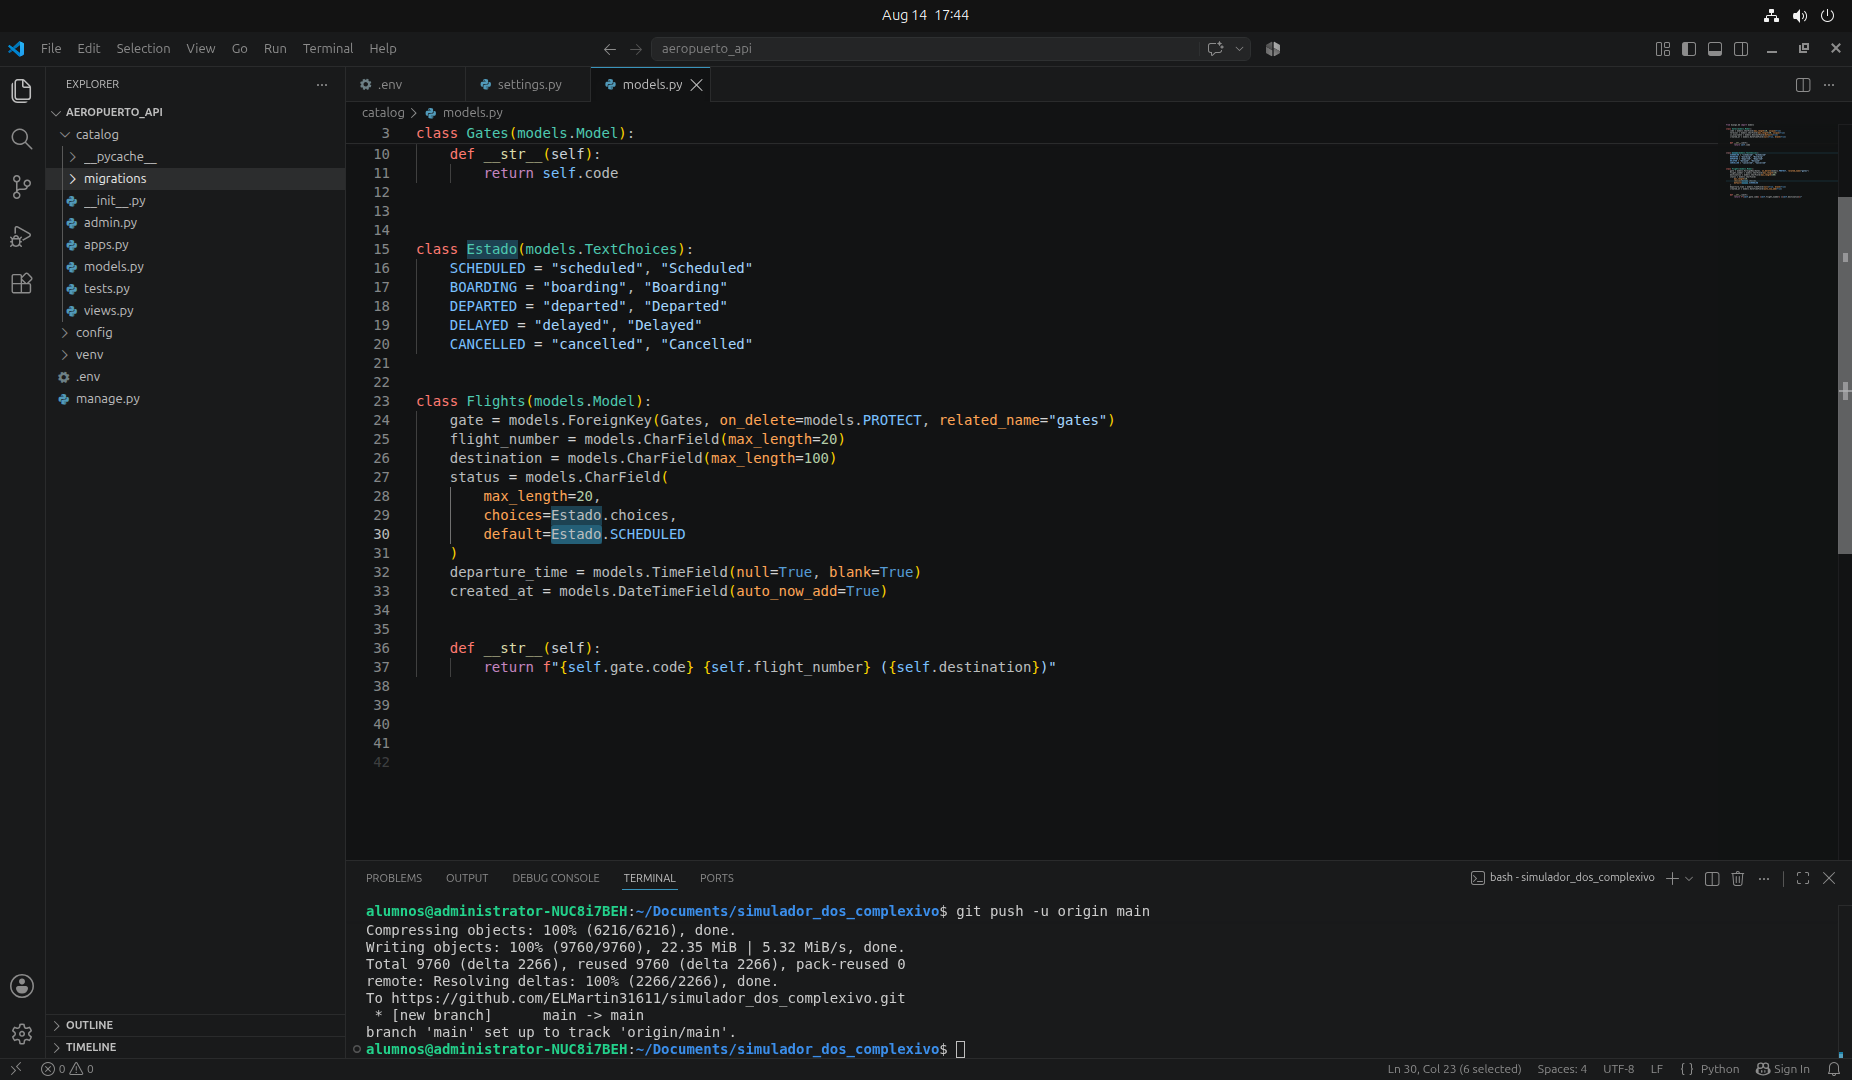 Aug 14 17:44
File Edit Selection View Go Run Terminal Help
aeropuerto_api
EXPLORER
AEROPUERTO_API
catalog
__pycache__
migrations
__init__.py
admin.py
apps.py
models.py
tests.py
views.py
config
venv
.env
manage.py
OUTLINE
TIMELINE
.env settings.py models.py
catalog models.py
3 class Gates(models.Model):
10 def __str__(self):
11 return self.code
12
13
14
15 class Estado(models.TextChoices):
16 SCHEDULED = "scheduled", "Scheduled"
17 BOARDING = "boarding", "Boarding"
18 DEPARTED = "departed", "Departed"
19 DELAYED = "delayed", "Delayed"
20 CANCELLED = "cancelled", "Cancelled"
21
22
23 class Flights(models.Model):
24 gate = models.ForeignKey(Gates, on_delete=models.PROTECT, related_name="gates")
25 flight_number = models.CharField(max_length=20)
26 destination = models.CharField(max_length=100)
27 status = models.CharField(
28 max_length=20,
29 choices=Estado.choices,
30 default=Estado.SCHEDULED
31 )
32 departure_time = models.TimeField(null=True, blank=True)
33 created_at = models.DateTimeField(auto_now_add=True)
34
35
36 def __str__(self):
37 return f"{self.gate.code} {self.flight_number} ({self.destination})"
38
39
40
41
42
PROBLEMS OUTPUT DEBUG CONSOLE TERMINAL PORTS
bash - simulador_dos_complexivo
alumnos@administrator-NUC8i7BEH:~/Documents/simulador_dos_complexivo$ git push -u origin main
Compressing objects: 100% (6216/6216), done.
Writing objects: 100% (9760/9760), 22.35 MiB | 5.32 MiB/s, done.
Total 9760 (delta 2266), reused 9760 (delta 2266), pack-reused 0
remote: Resolving deltas: 100% (2266/2266), done.
To https://github.com/ELMartin31611/simulador_dos_complexivo.git
* [new branch] main -> main
branch 'main' set up to track 'origin/main'.
alumnos@administrator-NUC8i7BEH:~/Documents/simulador_dos_complexivo$
0 0
Ln 30, Col 23 (6 selected) Spaces: 4 UTF-8 LF { } Python Sign In